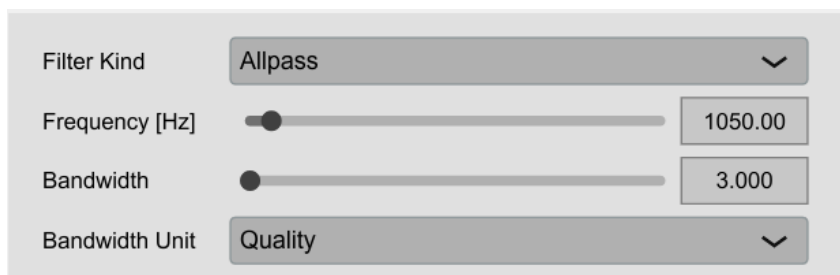 Filter Kind Allpass
Frequency [Hz] 1050.00
Bandwidth 3.000
Bandwidth Unit Quality